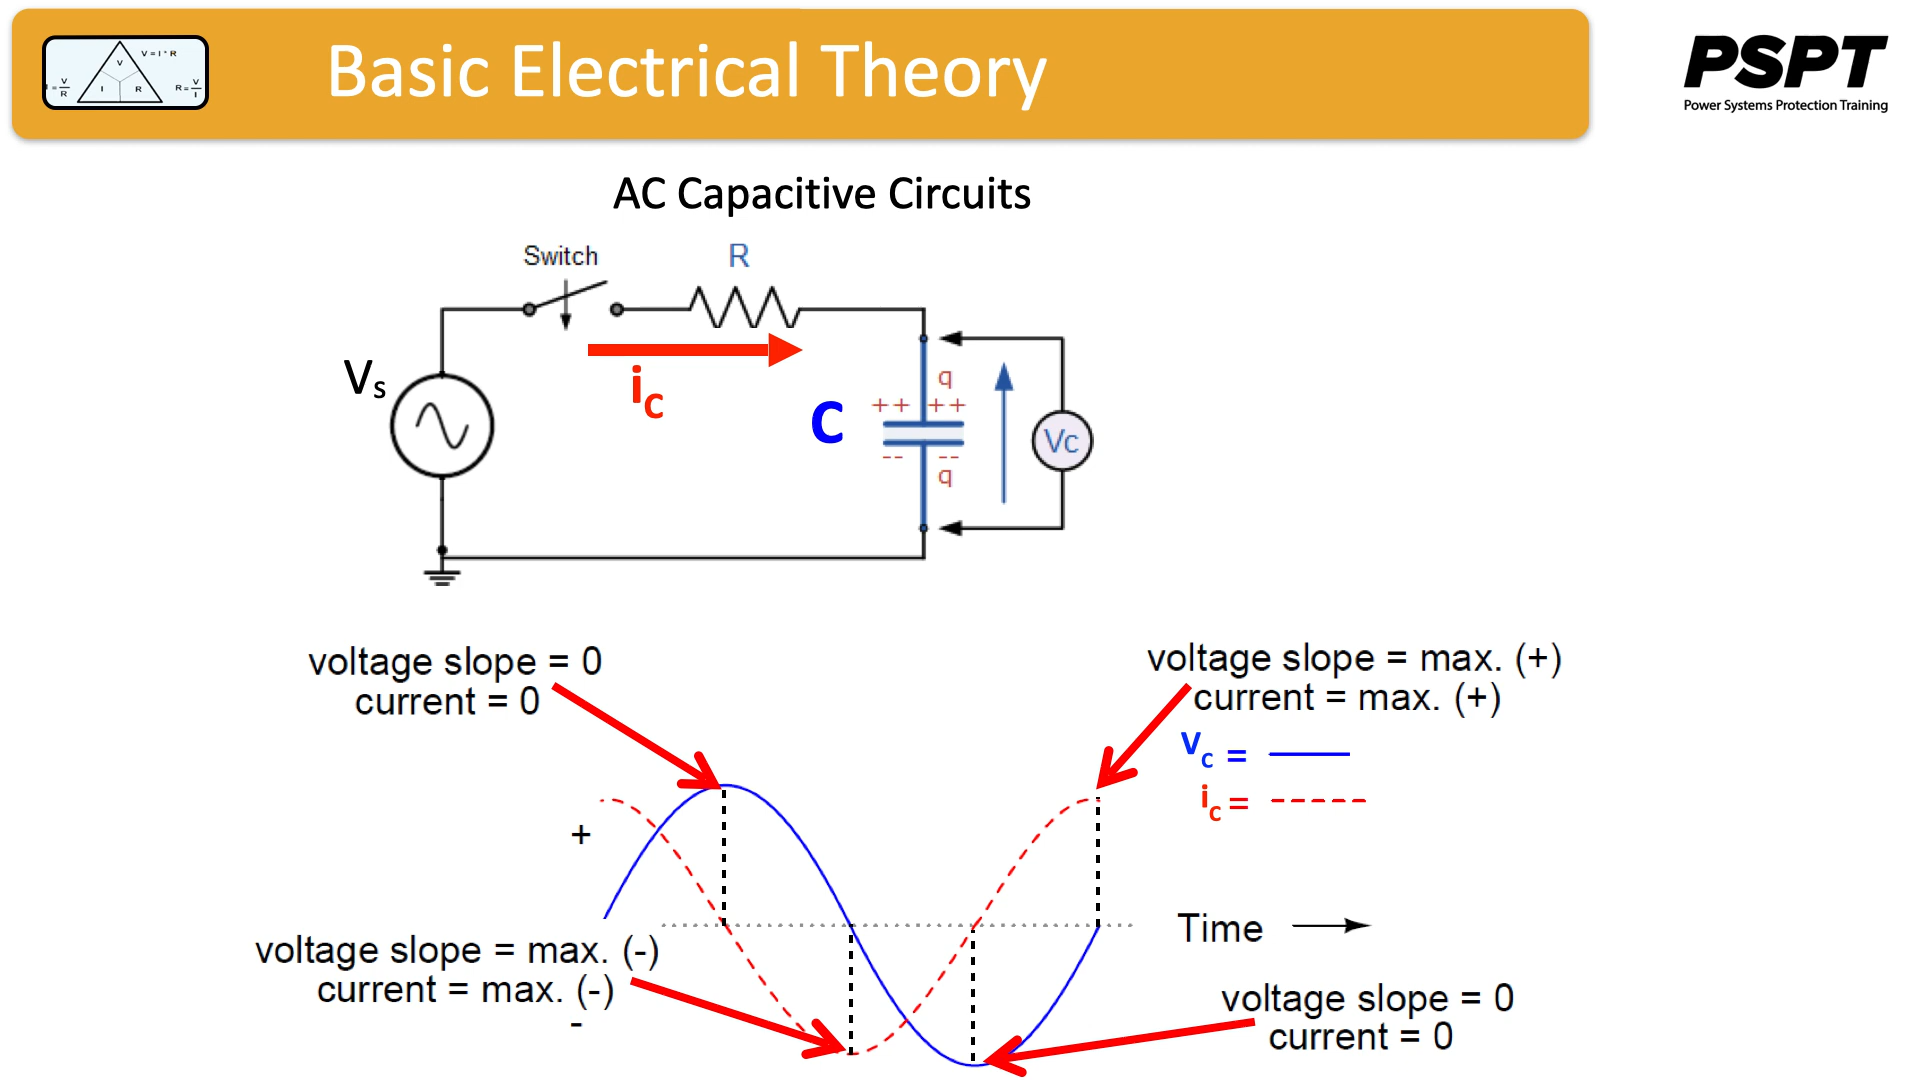 V = I * R
V
I = V/R
I
R
R = V/I
Basic Electrical Theory
PSPT
Power Systems Protection Training
AC Capacitive Circuits
Switch
R
Vs
ic
C
q
++ ++
-- --
q
Vc
voltage slope = 0
current = 0
voltage slope = max. (+)
current = max. (+)
Vc =
ic =
+
Time
voltage slope = max. (-)
current = max. (-)
-
voltage slope = 0
current = 0